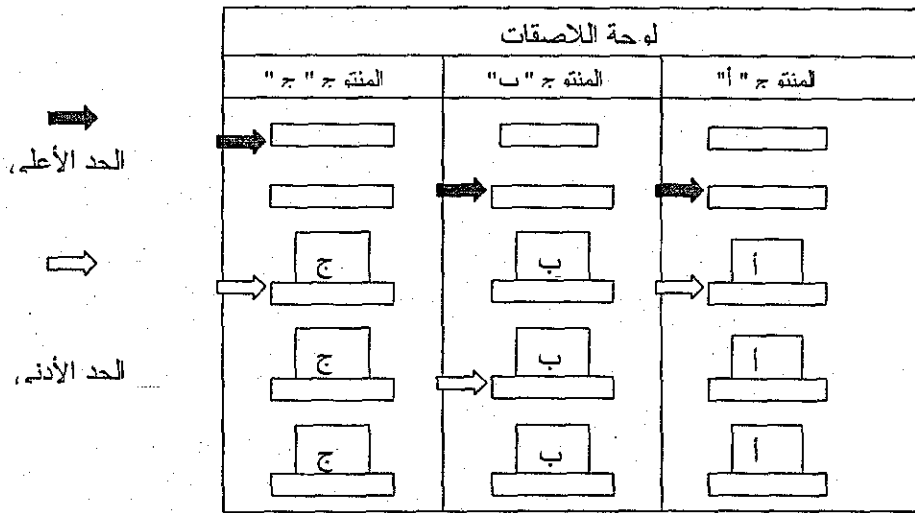 لوحة اللاصقات
المنتوج "أ" المنتوج "ب" المنتوج "ج"
الحد الأعلى
أ ب ج
الحد الأدنى
أ ب ج
أ ب ج